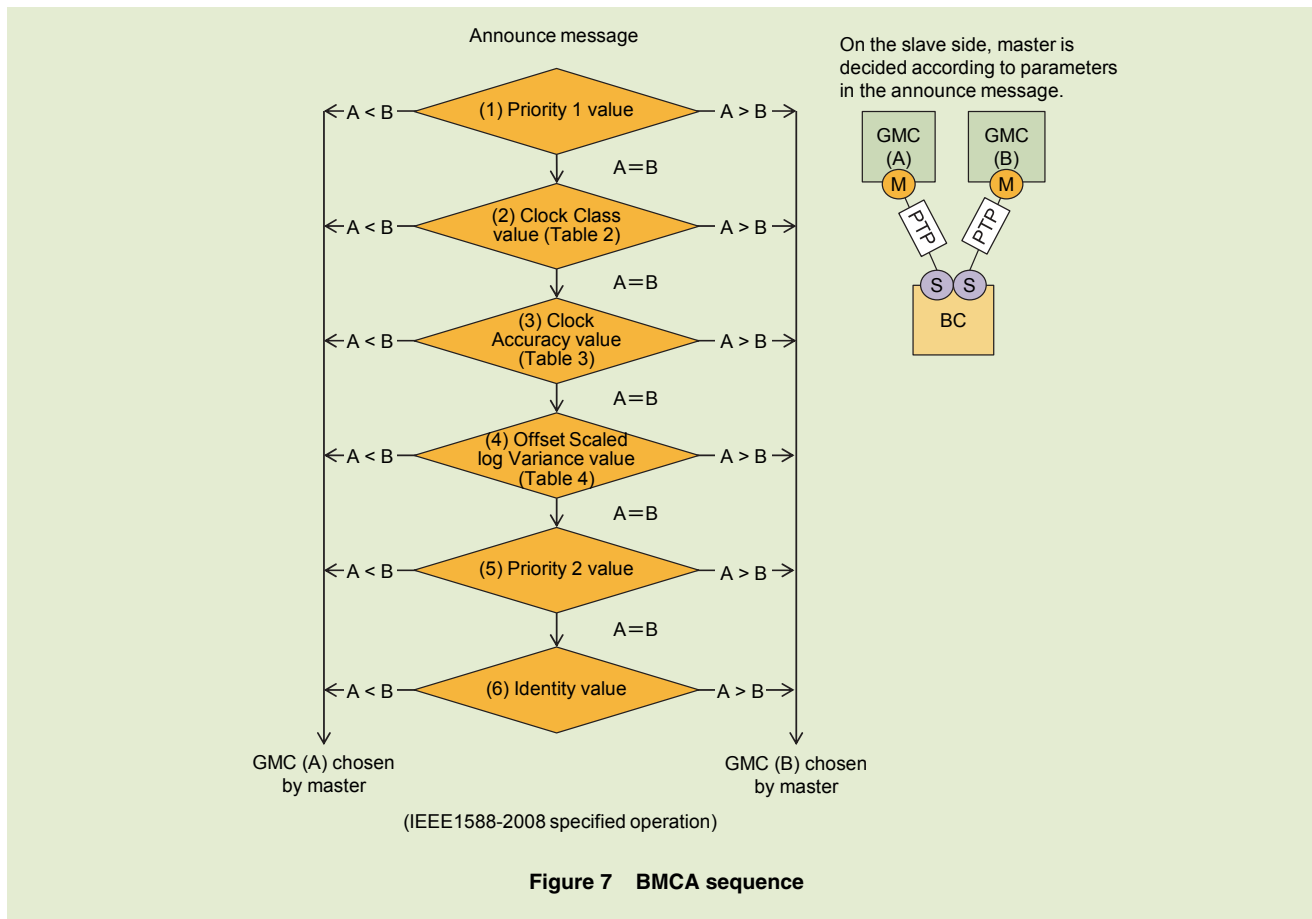 Announce message
On the slave side, master is
decided according to parameters
in the announce message.
A < B
(1) Priority 1 value
A > B
A=B
A < B
(2) Clock Class
value (Table 2)
A > B
A=B
A < B
(3) Clock
Accuracy value
(Table 3)
A > B
A=B
A < B
(4) Offset Scaled
log Variance value
(Table 4)
A > B
A=B
A < B
(5) Priority 2 value
A > B
A=B
A < B
(6) Identity value
A > B
GMC (A) chosen
by master
GMC (B) chosen
by master
(IEEE1588-2008 specified operation)
GMC
(A)
M
GMC
(B)
M
PTP
PTP
S
S
BC
Figure 7 BMCA sequence